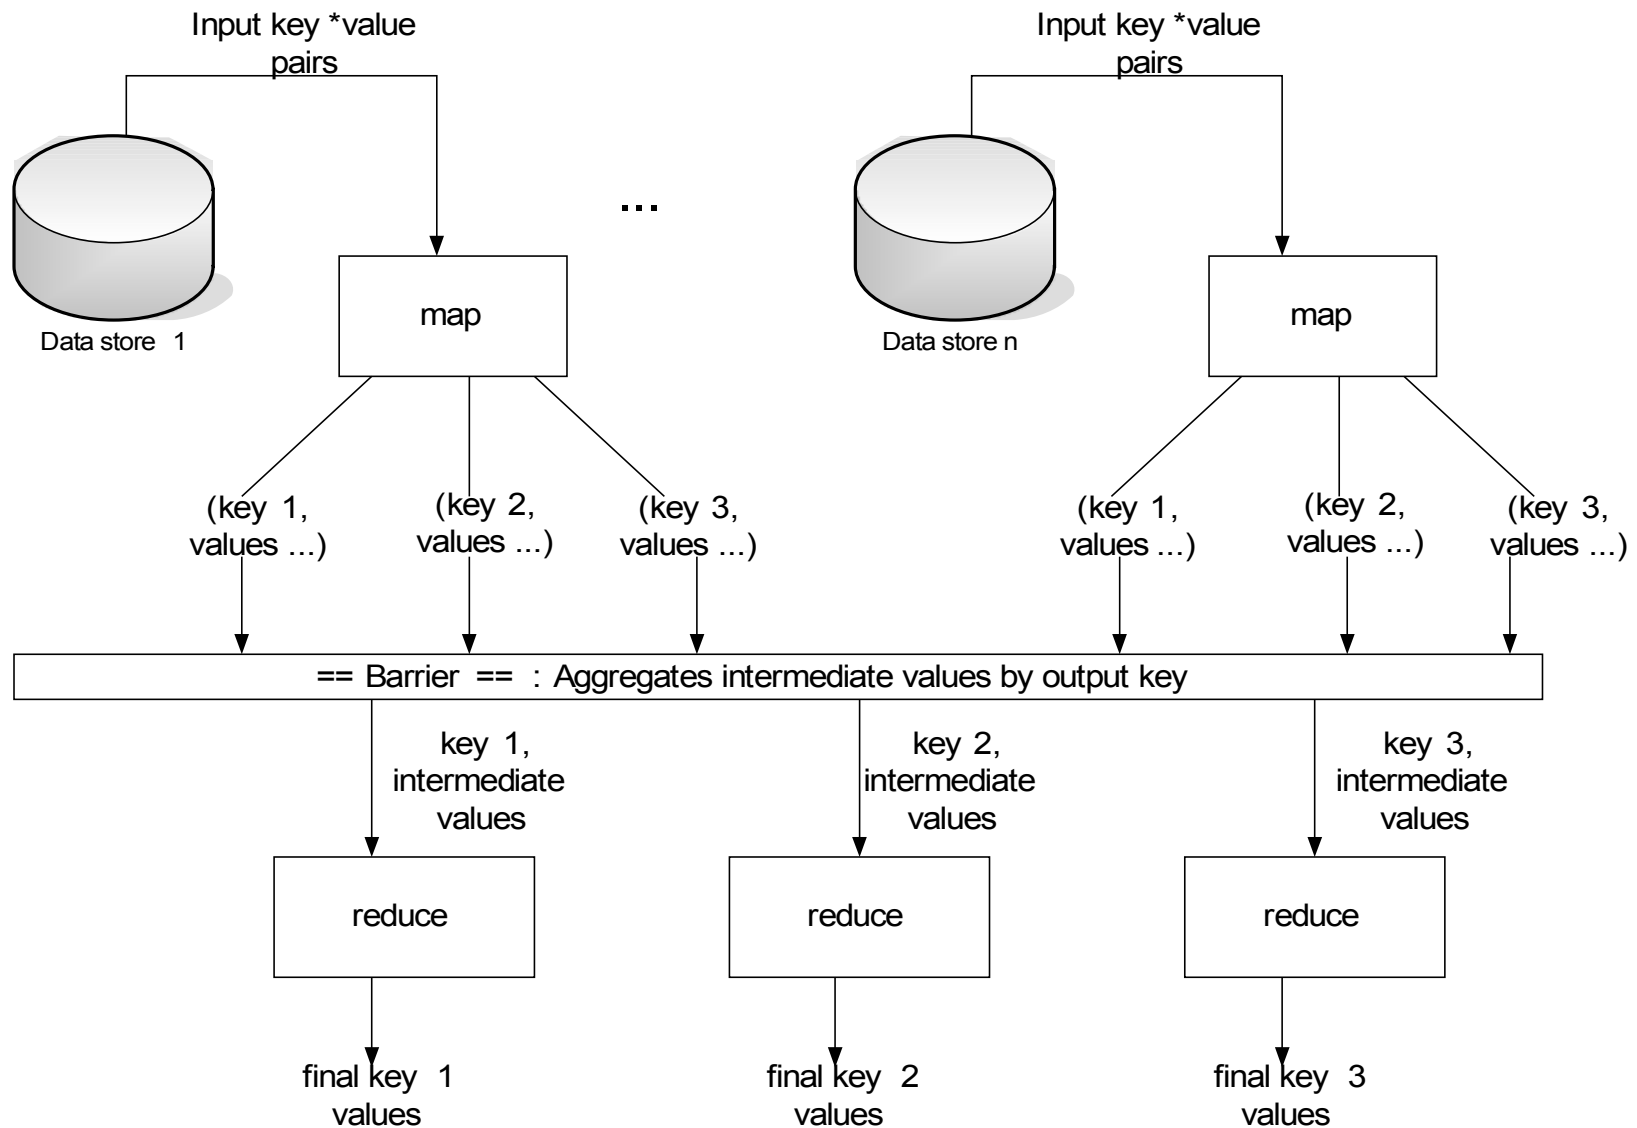 Input key *value
pairs
Input key *value
pairs
...
map
map
Data store 1
Data store n
(key 1,
values ...)
(key 2,
values ...)
(key 3,
values ...)
(key 1,
values ...)
(key 2,
values ...)
(key 3,
values ...)
== Barrier == : Aggregates intermediate values by output key
key 1,
intermediate
values
key 2,
intermediate
values
key 3,
intermediate
values
reduce
reduce
reduce
final key 1
values
final key 2
values
final key 3
values